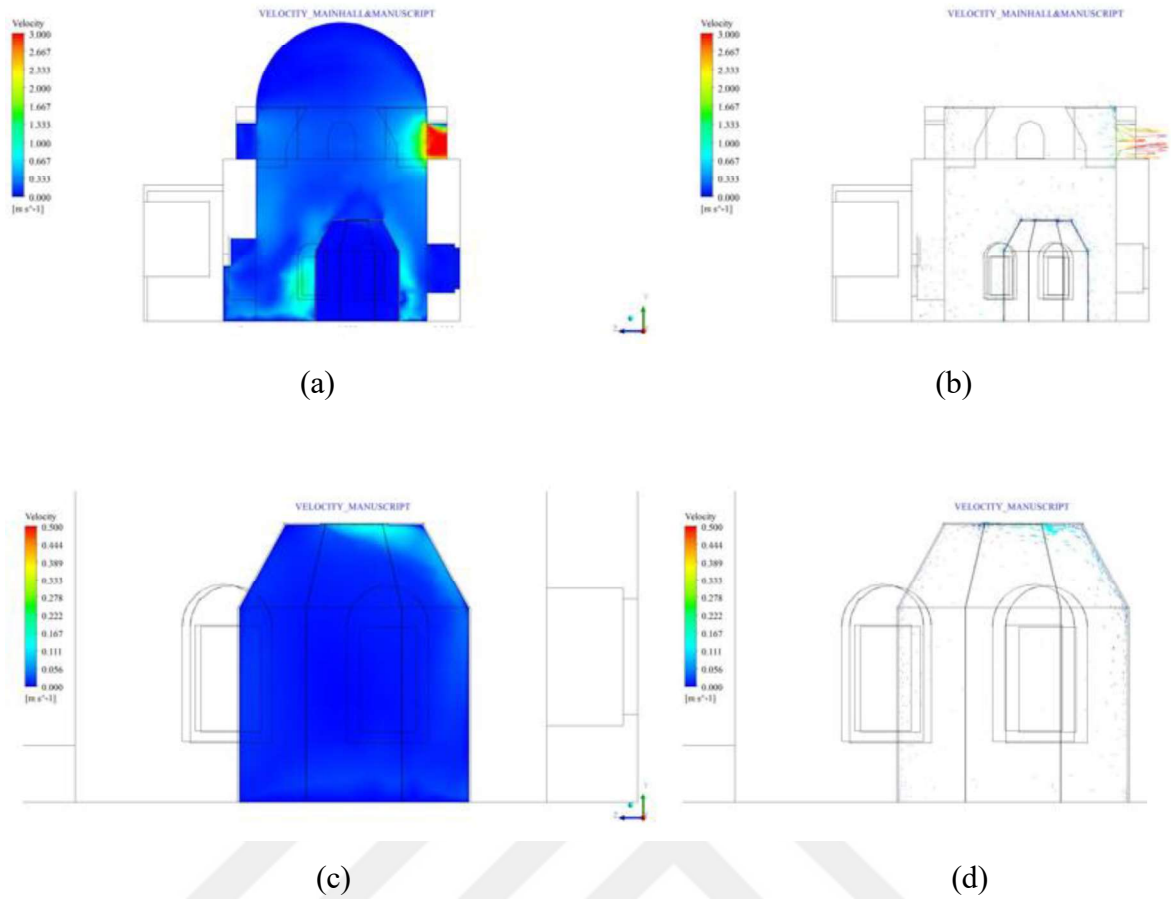 VELOCITY_MAINHALL&MANUSCRIPT
Velocity
3.000
2.667
2.333
2.000
1.667
1.333
1.000
0.667
0.333
0.000
[m s^-1]
(a)
VELOCITY_MAINHALL&MANUSCRIPT
Velocity
3.000
2.667
2.333
2.000
1.667
1.333
1.000
0.667
0.333
0.000
[m s^-1]
(b)
VELOCITY_MANUSCRIPT
Velocity
0.500
0.444
0.389
0.333
0.278
0.222
0.167
0.111
0.056
0.000
[m s^-1]
(c)
VELOCITY_MANUSCRIPT
Velocity
0.500
0.444
0.389
0.333
0.278
0.222
0.167
0.111
0.056
0.000
[m s^-1]
(d)